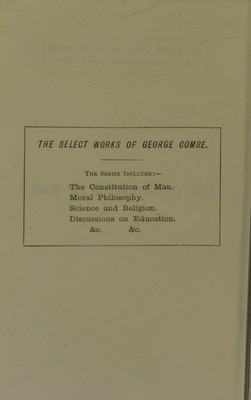 THE SELECT WORKS OF GEORGE COMBE.
THE SERIES INCLUDES:—
The Constitution of Man.
Moral Philosophy.
Science and Religion.
Discussions on Education.
&c. &c.